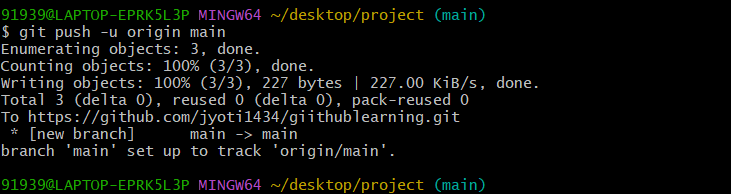 91939@LAPTOP-EPRK5L3P MINGW64 ~/desktop/project (main)
$ git push -u origin main
Enumerating objects: 3, done.
Counting objects: 100% (3/3), done.
Writing objects: 100% (3/3), 227 bytes | 227.00 KiB/s, done.
Total 3 (delta 0), reused 0 (delta 0), pack-reused 0
To https://github.com/jyoti1434/giithublearning.git
 * [new branch]      main -> main
branch 'main' set up to track 'origin/main'.
91939@LAPTOP-EPRK5L3P MINGW64 ~/desktop/project (main)